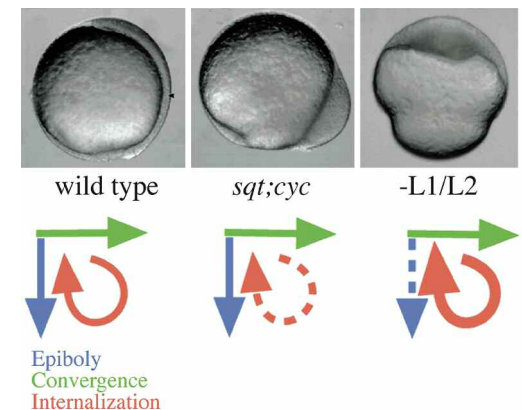 wild type
sqt;cyc
-L1/L2
Epiboly
Convergence
Internalization